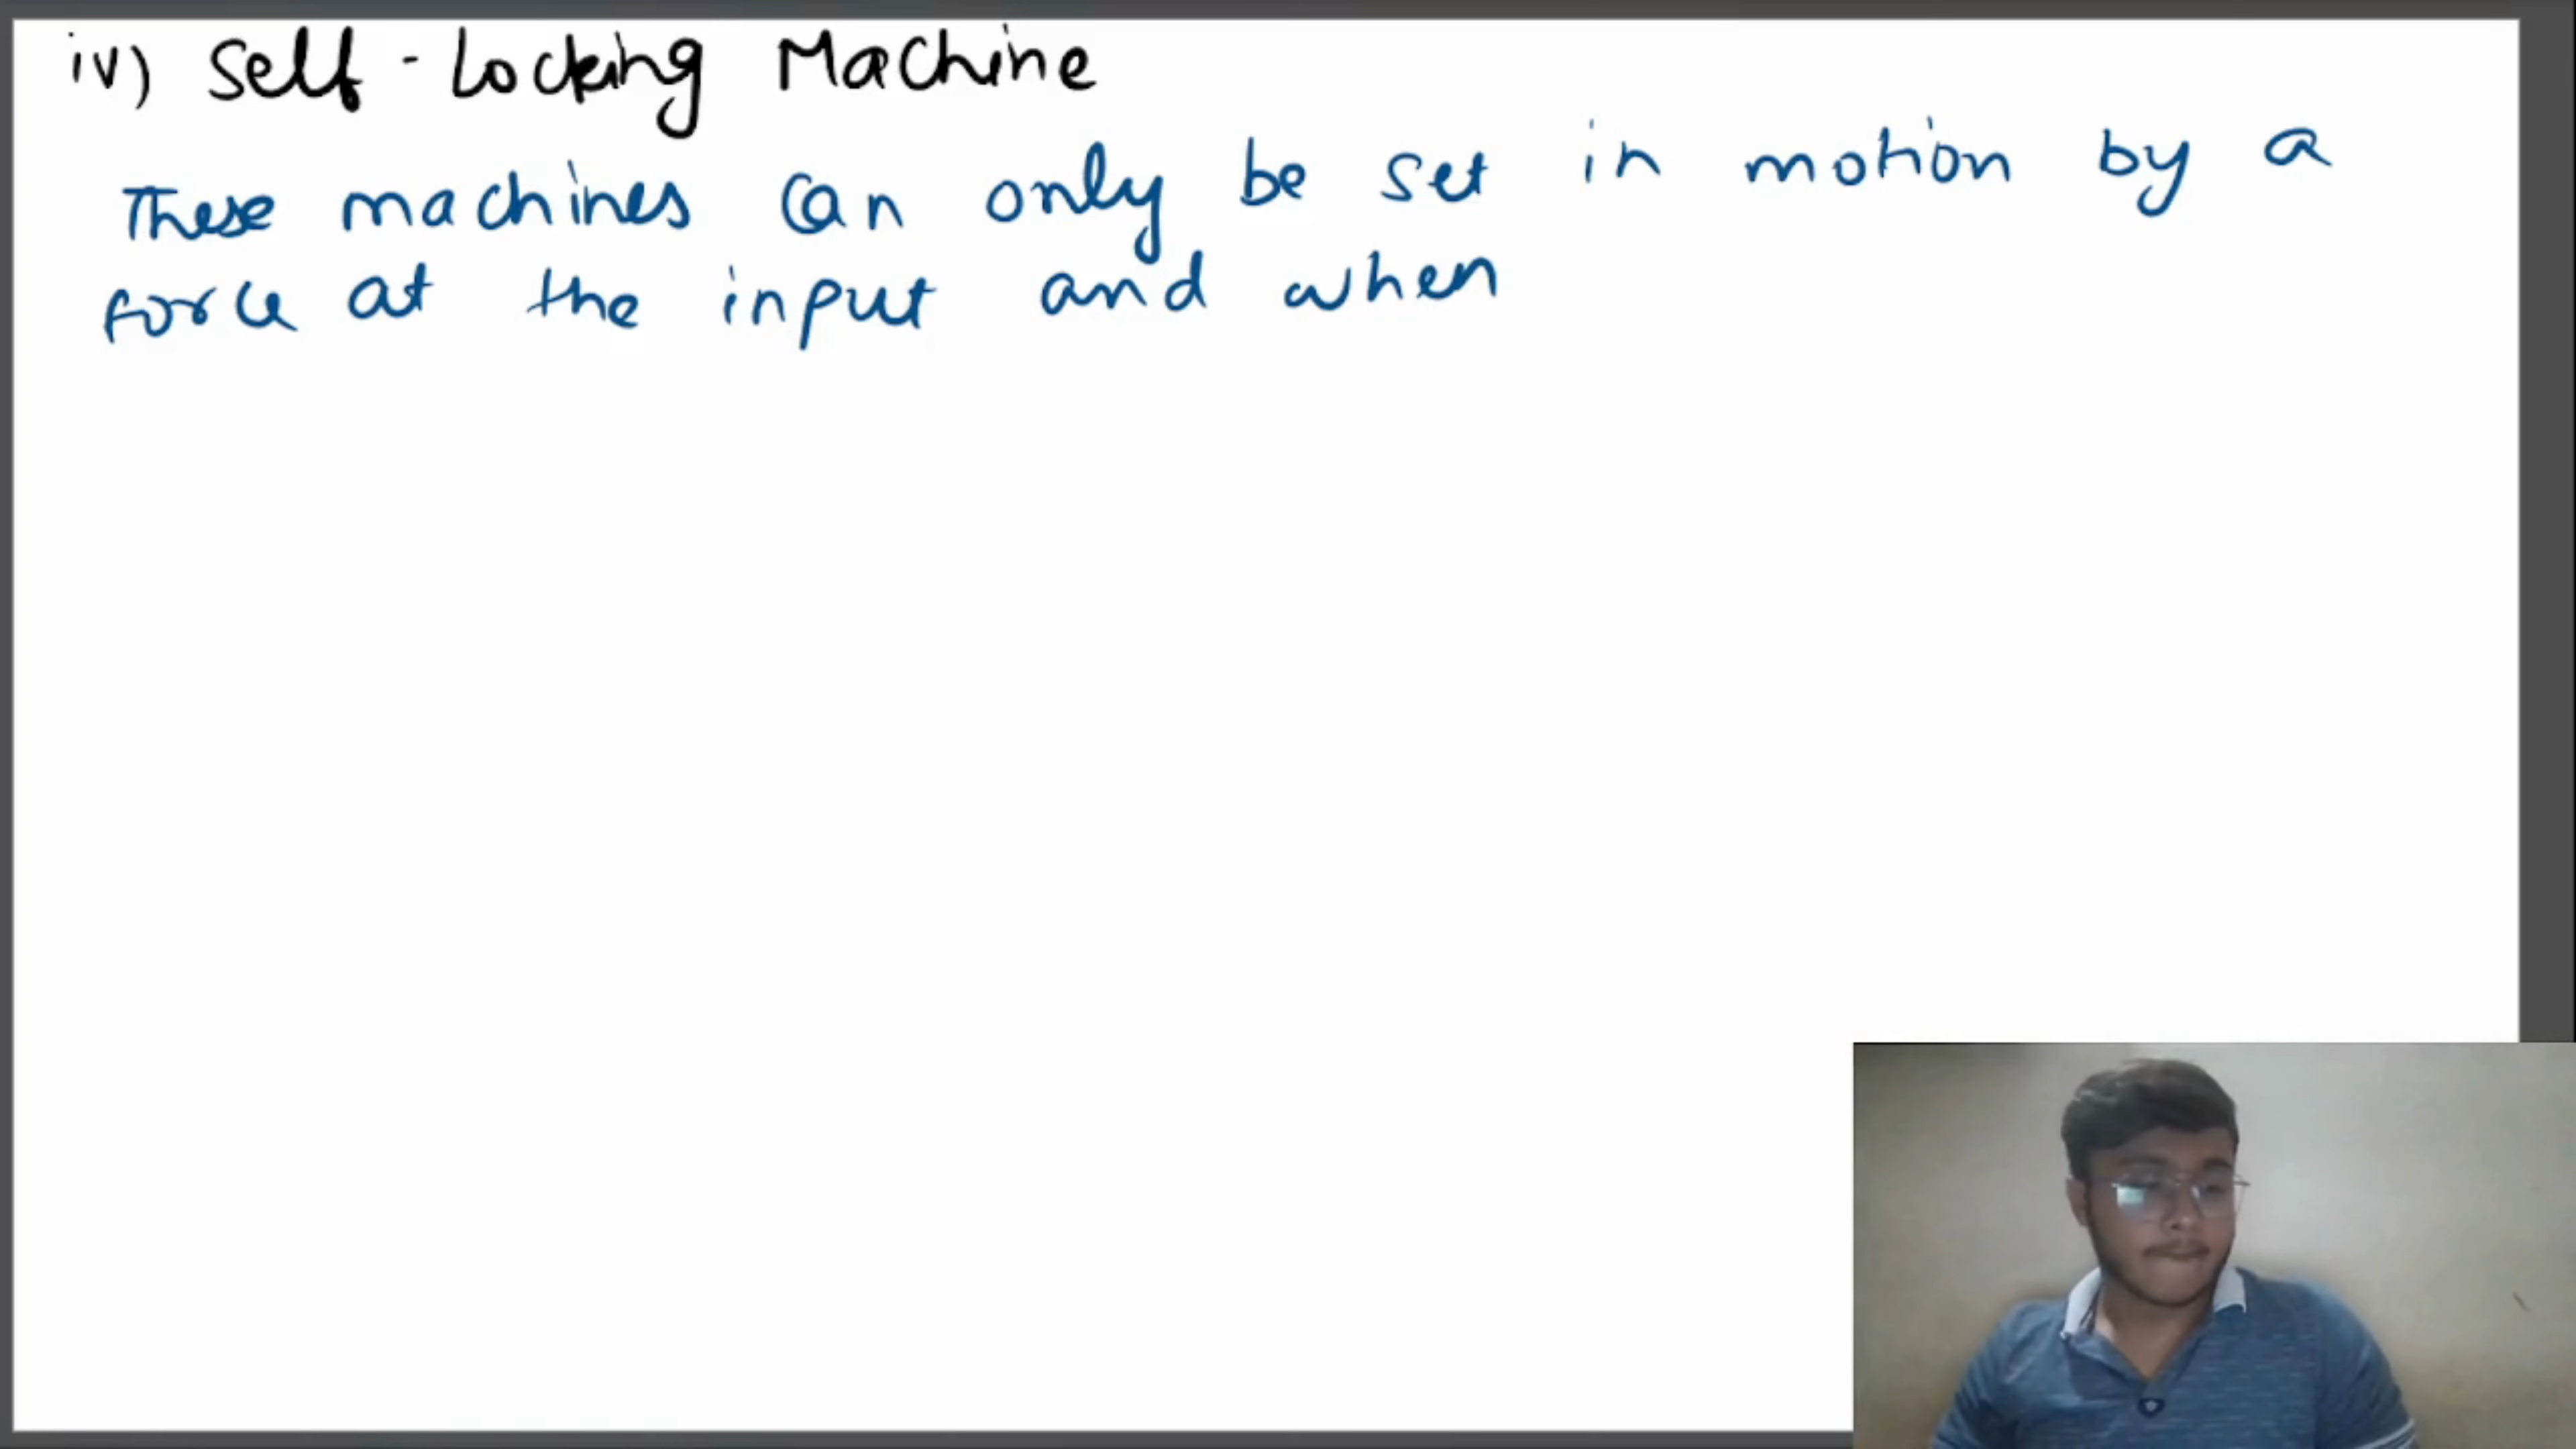 iv) Self-Locking Machine
These machines can only be set in motion by a
force at the input and when